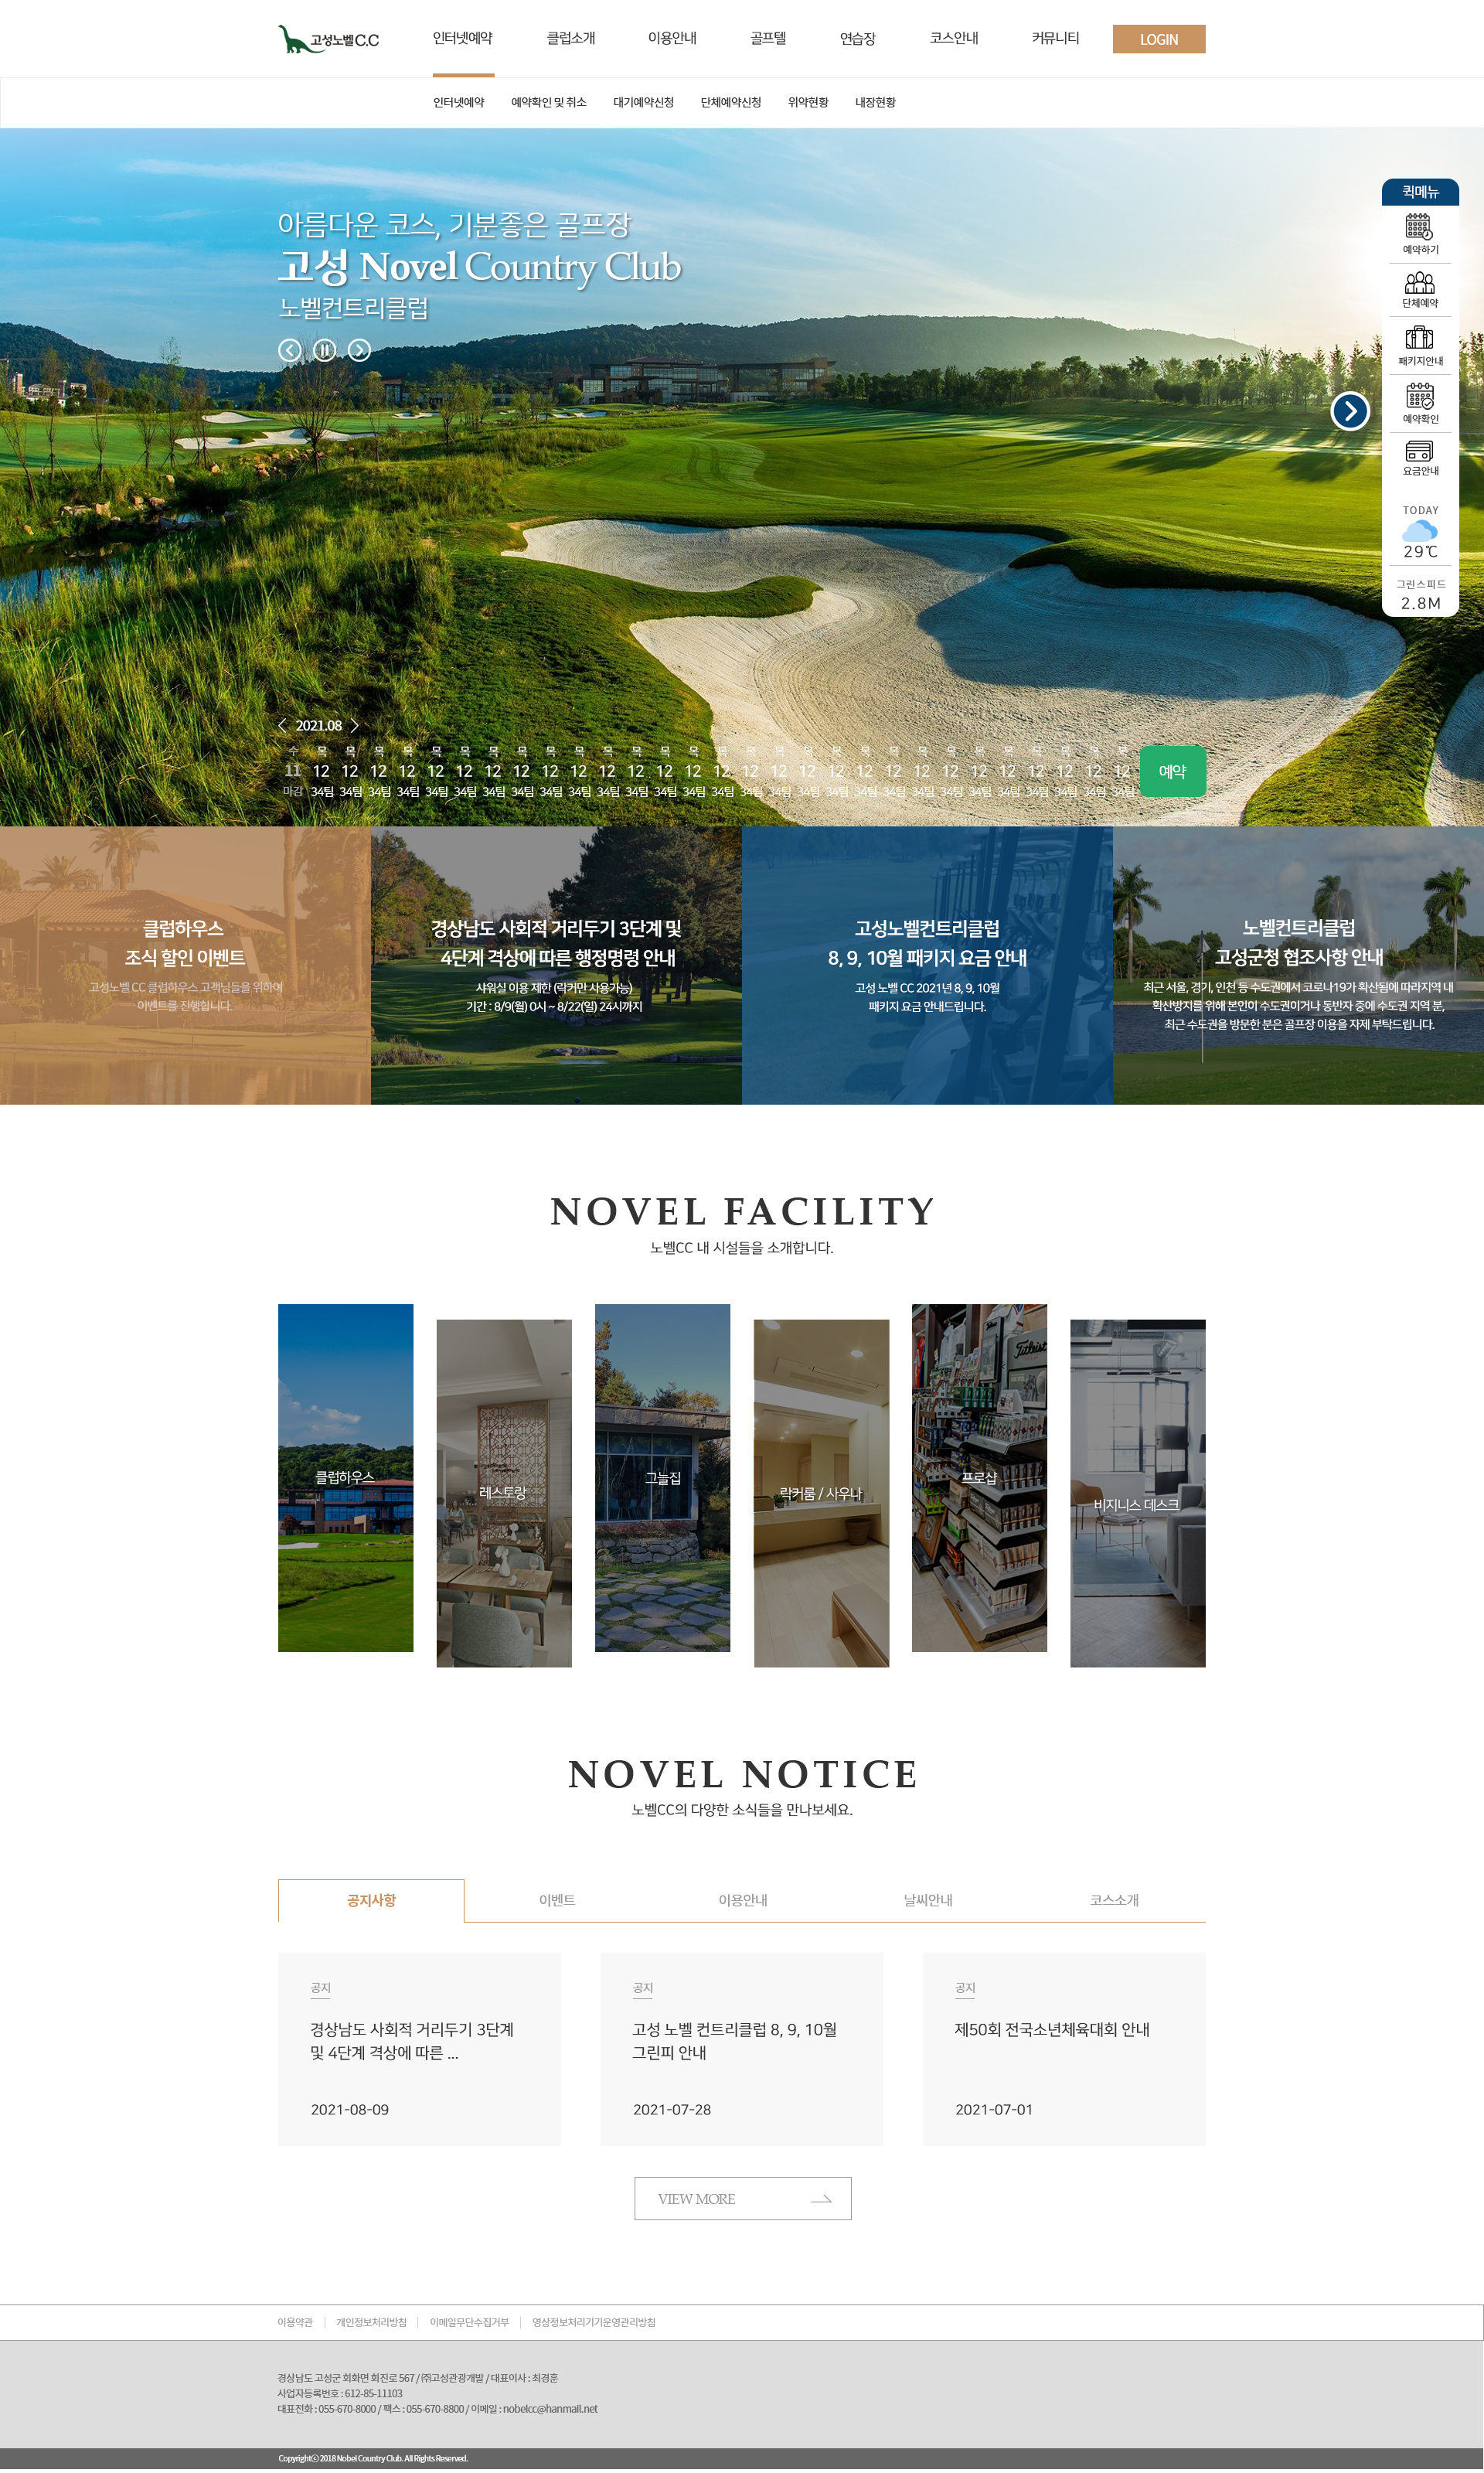 고성노벨C.C
인터넷예약 클럽소개 이용안내 골프텔 연습장 코스안내 커뮤니티 LOGIN
인터넷예약 예약확인 및 취소 대기예약신청 단체예약신청 위약현황 내장현황
아름다운 코스, 기분좋은 골프장
고성 Novel Country Club
노벨컨트리클럽
퀵메뉴
예약하기
단체예약
패키지안내
예약확인
요금안내
TODAY
29℃
그린스피드
2.8M
2021.08
수 목 목 목 목 목 목 목 목 목 목 목 목 목 목 목 목 목 목 목 목 목 목 목 목 목 목 목 목 목
11 12 12 12 12 12 12 12 12 12 12 12 12 12 12 12 12 12 12 12 12 12 12 12 12 12 12 12 12 12
마감 34팀 34팀 34팀 34팀 34팀 34팀 34팀 34팀 34팀 34팀 34팀 34팀 34팀 34팀 34팀 34팀 34팀 34팀 34팀 34팀 34팀 34팀 34팀 34팀 34팀 34팀 34팀 34팀 34팀
예약
클럽하우스
조식 할인 이벤트
고성노벨 CC 클럽하우스 고객님들을 위하여
이벤트를 진행합니다.
경상남도 사회적 거리두기 3단계 및
4단계 격상에 따른 행정명령 안내
샤워실 이용 제한 (락커만 사용가능)
기간 : 8/9(월) 0시 ~ 8/22(일) 24시까지
고성노벨컨트리클럽
8, 9, 10월 패키지 요금 안내
고성 노벨 CC 2021년 8, 9, 10월
패키지 요금 안내드립니다.
노벨컨트리클럽
고성군청 협조사항 안내
최근 서울, 경기, 인천 등 수도권에서 코로나19가 확산됨에 따라지역 내
확산방지를 위해 본인이 수도권이거나 동반자 중에 수도권 지역 분,
최근 수도권을 방문한 분은 골프장 이용을 자제 부탁드립니다.
NOVEL FACILITY
노벨CC 내 시설들을 소개합니다.
클럽하우스
레스토랑
그늘집
락커룸 / 사우나
Titleist
프로샵
비지니스 데스크
NOVEL NOTICE
노벨CC의 다양한 소식들을 만나보세요.
공지사항 이벤트 이용안내 날씨안내 코스소개
공지
경상남도 사회적 거리두기 3단계
및 4단계 격상에 따른 ...
2021-08-09
공지
고성 노벨 컨트리클럽 8, 9, 10월
그린피 안내
2021-07-28
공지
제50회 전국소년체육대회 안내
2021-07-01
VIEW MORE
이용약관 개인정보처리방침 이메일무단수집거부 영상정보처리기기운영관리방침
경상남도 고성군 회화면 회진로 567 / ㈜고성관광개발 / 대표이사 : 최경훈
사업자등록번호 : 612-85-11103
대표전화 : 055-670-8000 / 팩스 : 055-670-8800 / 이메일 : nobelcc@hanmail.net
Copyrightⓒ 2018 Nobel Country Club. All Rights Reserved.